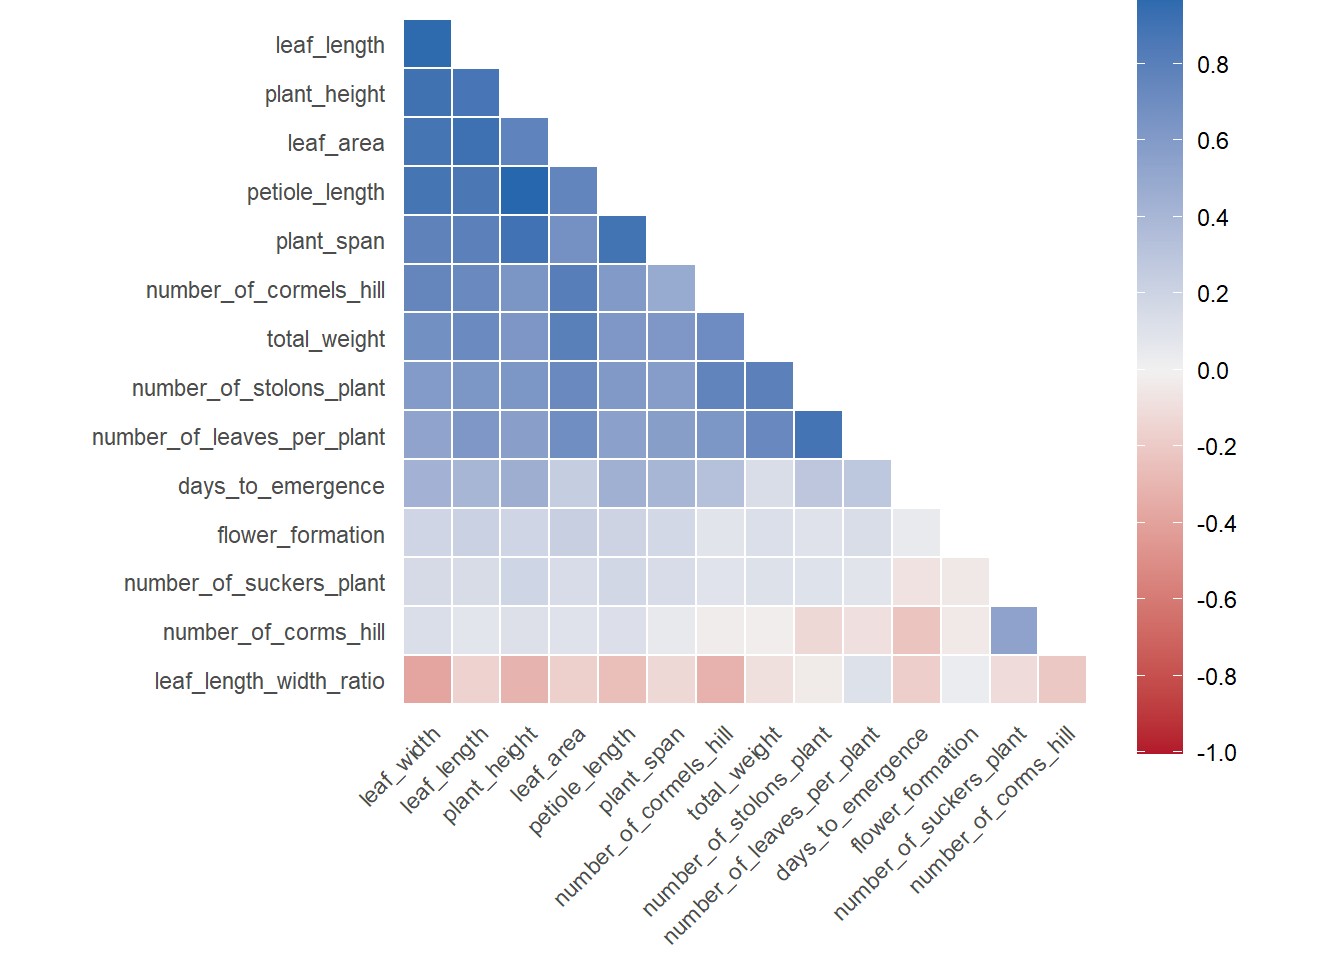 leaf_length
plant_height
leaf_area
petiole_length
plant_span
number_of_cormels_hill
total_weight
number_of_stolons_plant
number_of_leaves_per_plant
days_to_emergence
flower_formation
number_of_suckers_plant
number_of_corms_hill
leaf_length_width_ratio
leaf_width
leaf_length
plant_height
leaf_area
petiole_length
plant_span
number_of_cormels_hill
total_weight
number_of_stolons_plant
number_of_leaves_per_plant
days_to_emergence
flower_formation
number_of_suckers_plant
number_of_corms_hill
0.8
0.6
0.4
0.2
0.0
-0.2
-0.4
-0.6
-0.8
-1.0